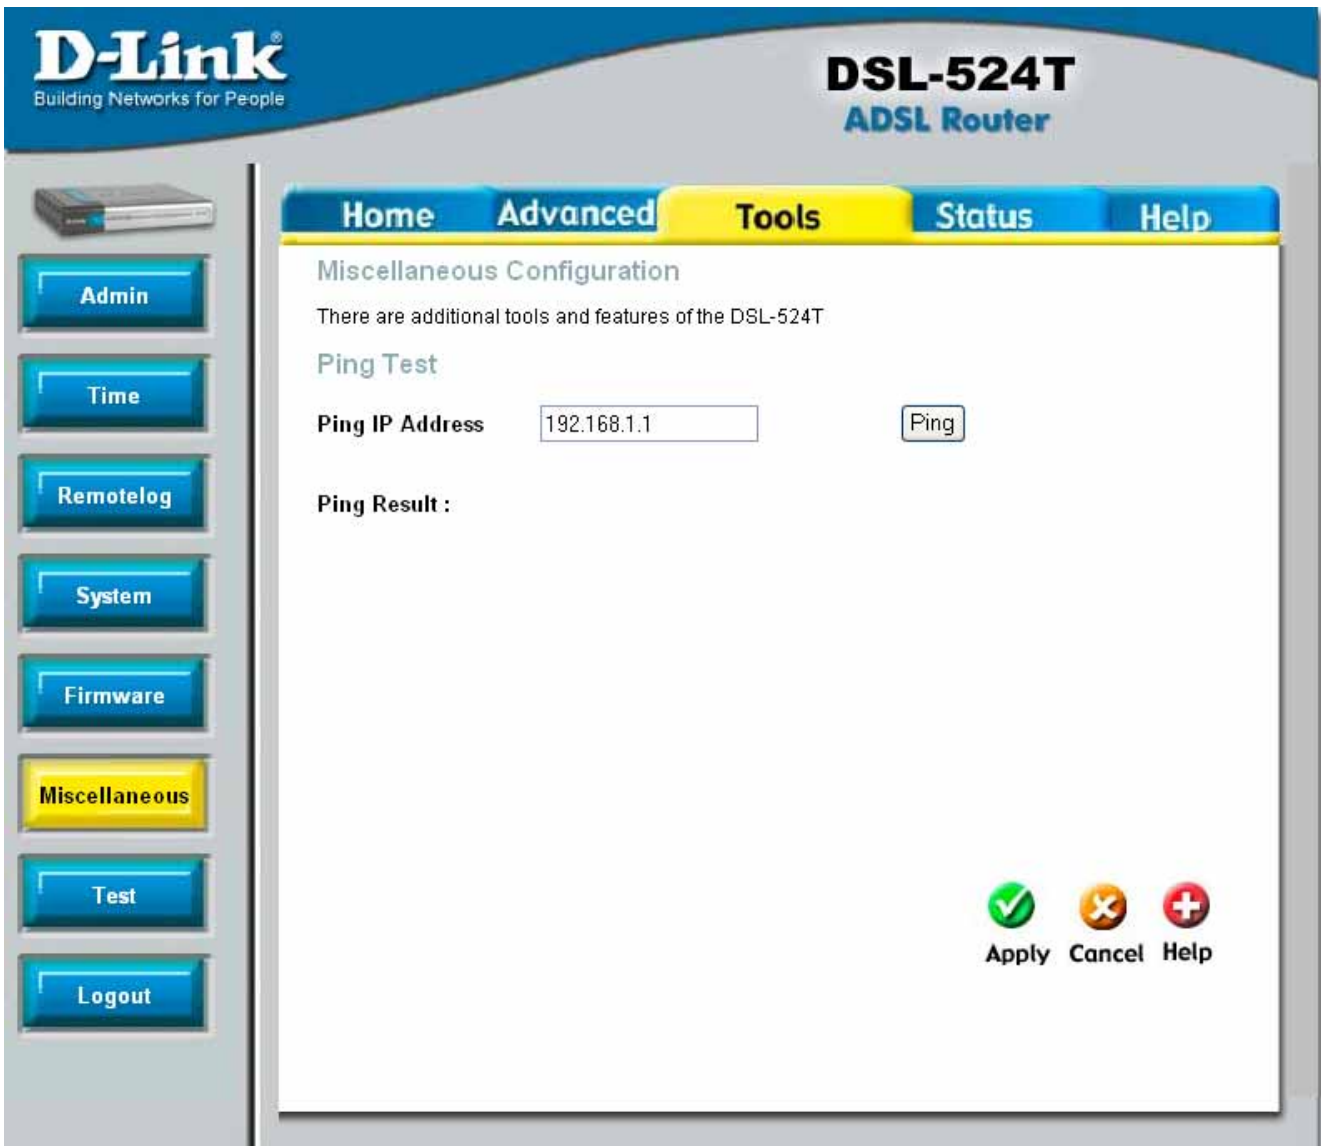 D-Link
Building Networks for People
DSL-524T
ADSL Router
Home Advanced Tools Status Help
Admin
Time
Remotelog
System
Firmware
Miscellaneous
Test
Logout
Miscellaneous Configuration
There are additional tools and features of the DSL-524T
Ping Test
Ping IP Address 192.168.1.1 Ping
Ping Result :
Apply Cancel Help